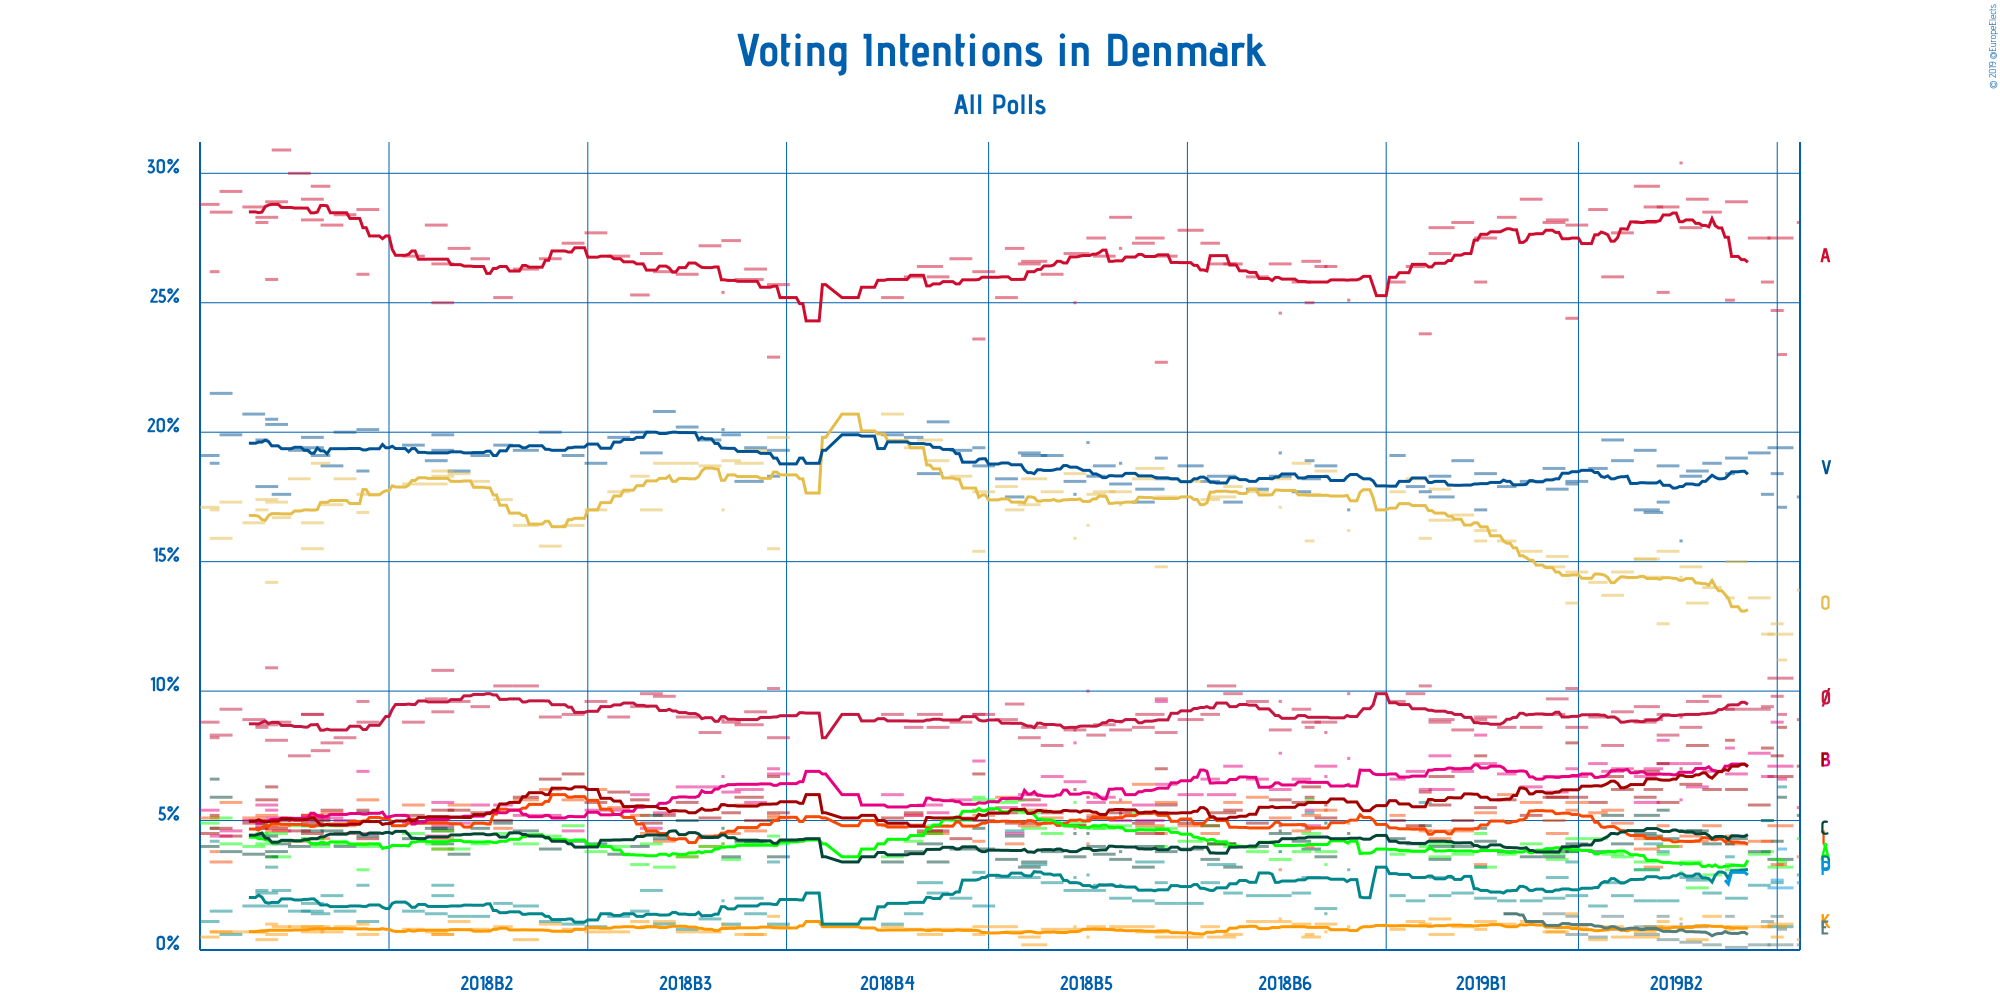 Voting Intentions in Denmark
All Polls
© 2019 @EuropeElects
30%
25%
20%
15%
10%
5%
0%
A
V
O
Ø
B
C
I
Å
P
K
E
2018B2
2018B3
2018B4
2018B5
2018B6
2019B1
2019B2